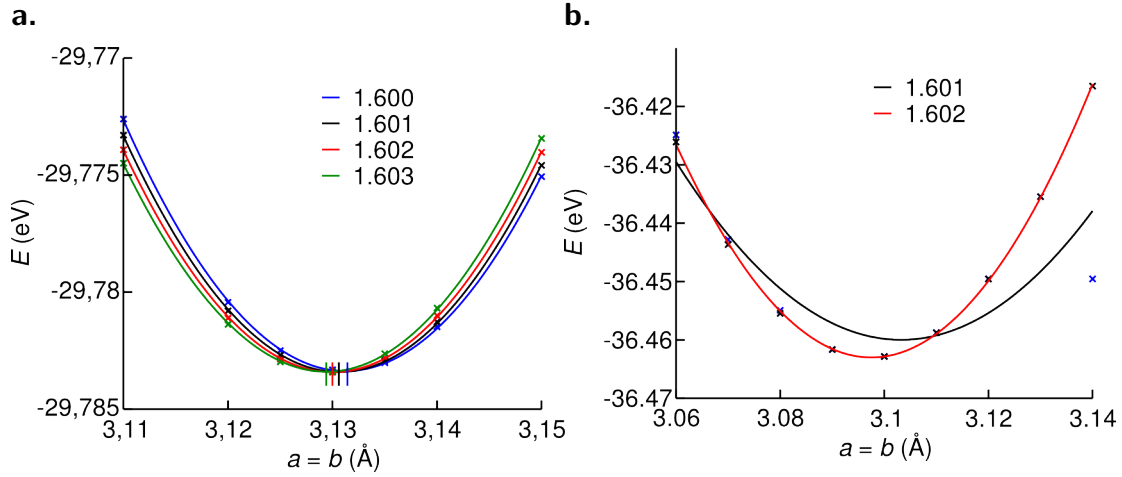 a.
-29,77
-29,775
-29,78
-29,785
E (eV)
1.600
1.601
1.602
1.603
3,11 3,12 3,13 3,14 3,15
a = b (Å)
b.
-36.42
-36.43
-36.44
-36.45
-36.46
-36.47
E (eV)
1.601
1.602
3.06 3.08 3.1 3.12 3.14
a = b (Å)